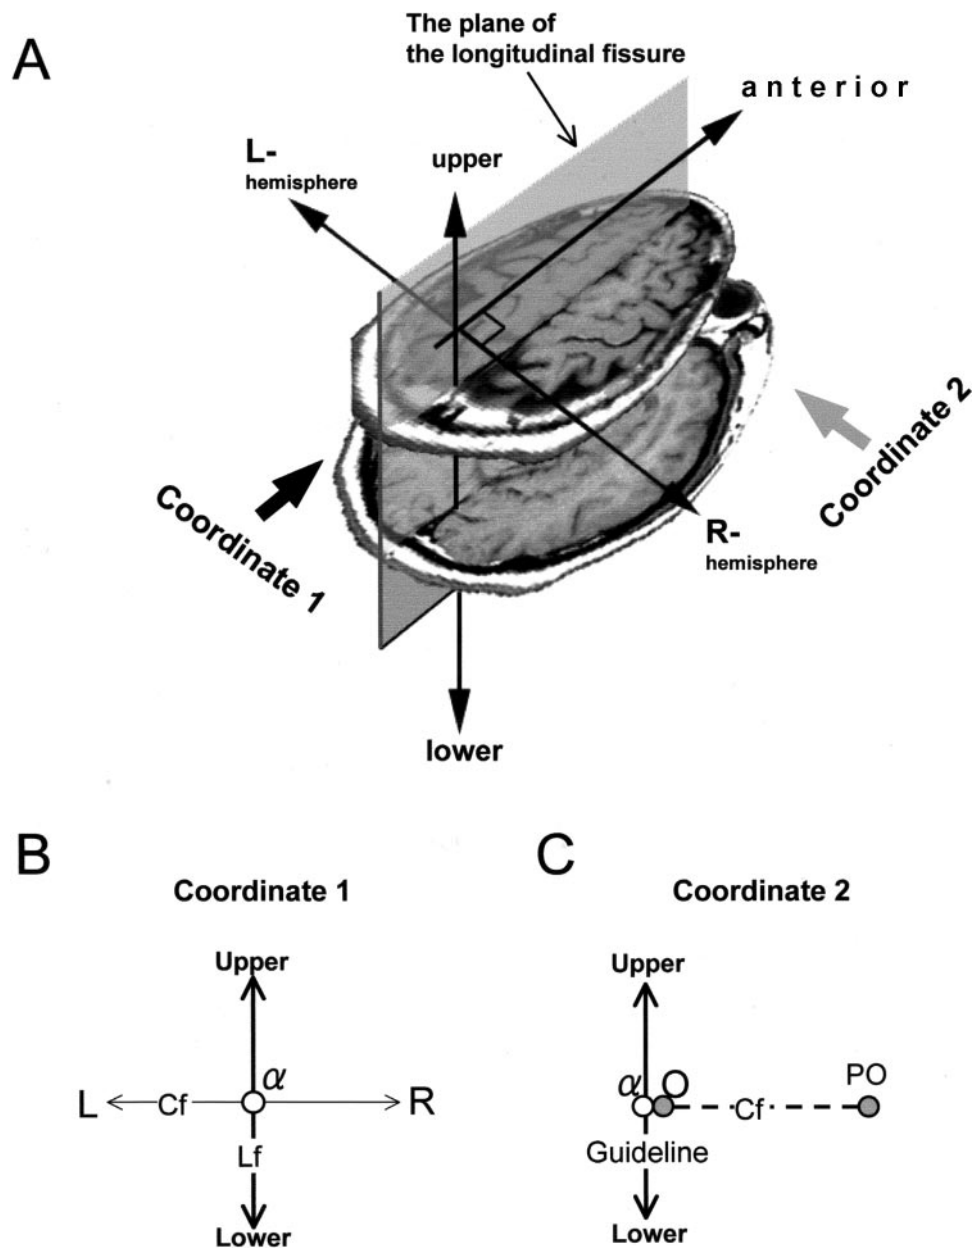 A
The plane of
the longitudinal fissure
anterior
L-
hemisphere
upper
Coordinate 1
Coordinate 2
R-
hemisphere
lower
B
Coordinate 1
Upper
α
L
Cf
R
Lf
Lower
C
Coordinate 2
Upper
α
O
PO
Cf
Guideline
Lower